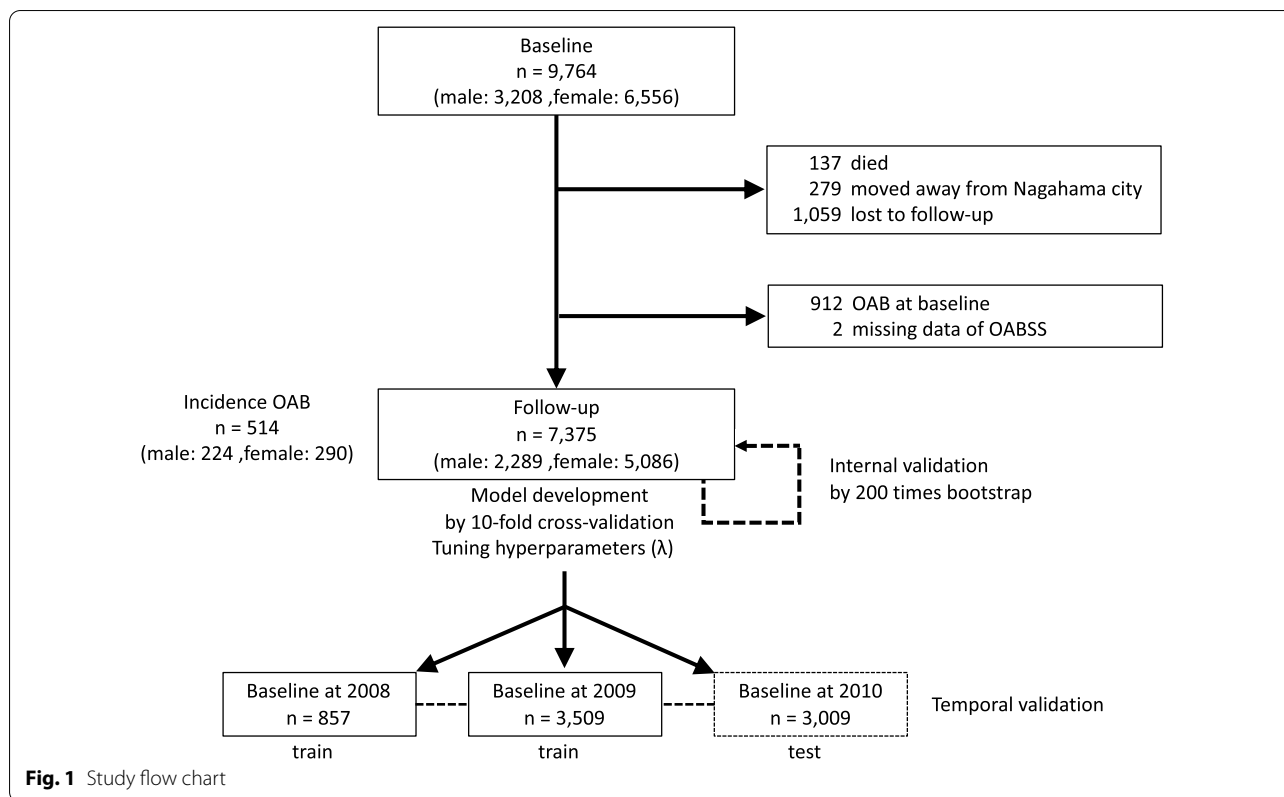 Baseline
n = 9,764
(male: 3,208 ,female: 6,556)
137 died
279 moved away from Nagahama city
1,059 lost to follow-up
912 OAB at baseline
2 missing data of OABSS
Incidence OAB
n = 514
(male: 224 ,female: 290)
Follow-up
n = 7,375
(male: 2,289 ,female: 5,086)
Internal validation
by 200 times bootstrap
Model development
by 10-fold cross-validation
Tuning hyperparameters (λ)
Baseline at 2008
n = 857
train
Baseline at 2009
n = 3,509
train
Baseline at 2010
n = 3,009
test
Temporal validation
Fig. 1 Study flow chart